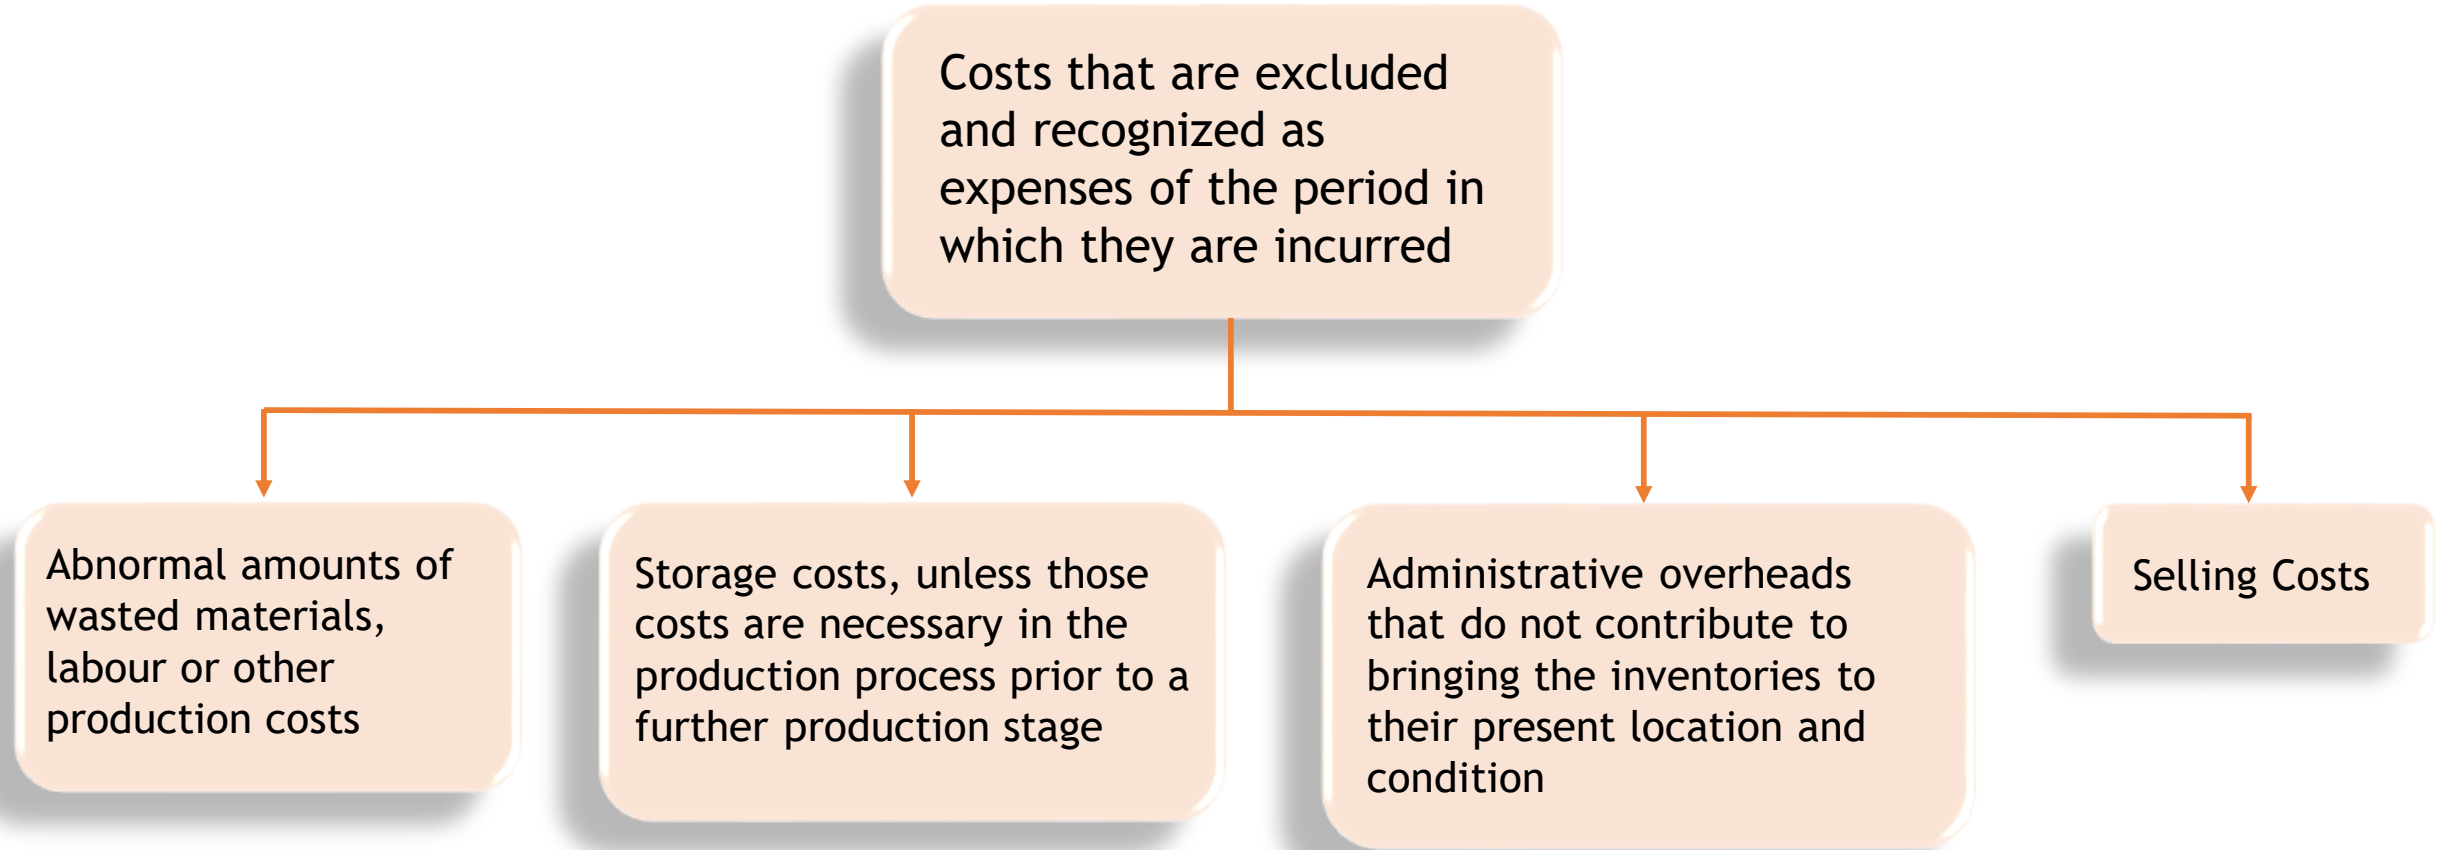 Costs that are excluded
and recognized as
expenses of the period in
which they are incurred
Abnormal amounts of
wasted materials,
labour or other
production costs
Storage costs, unless those
costs are necessary in the
production process prior to a
further production stage
Administrative overheads
that do not contribute to
bringing the inventories to
their present location and
condition
Selling Costs